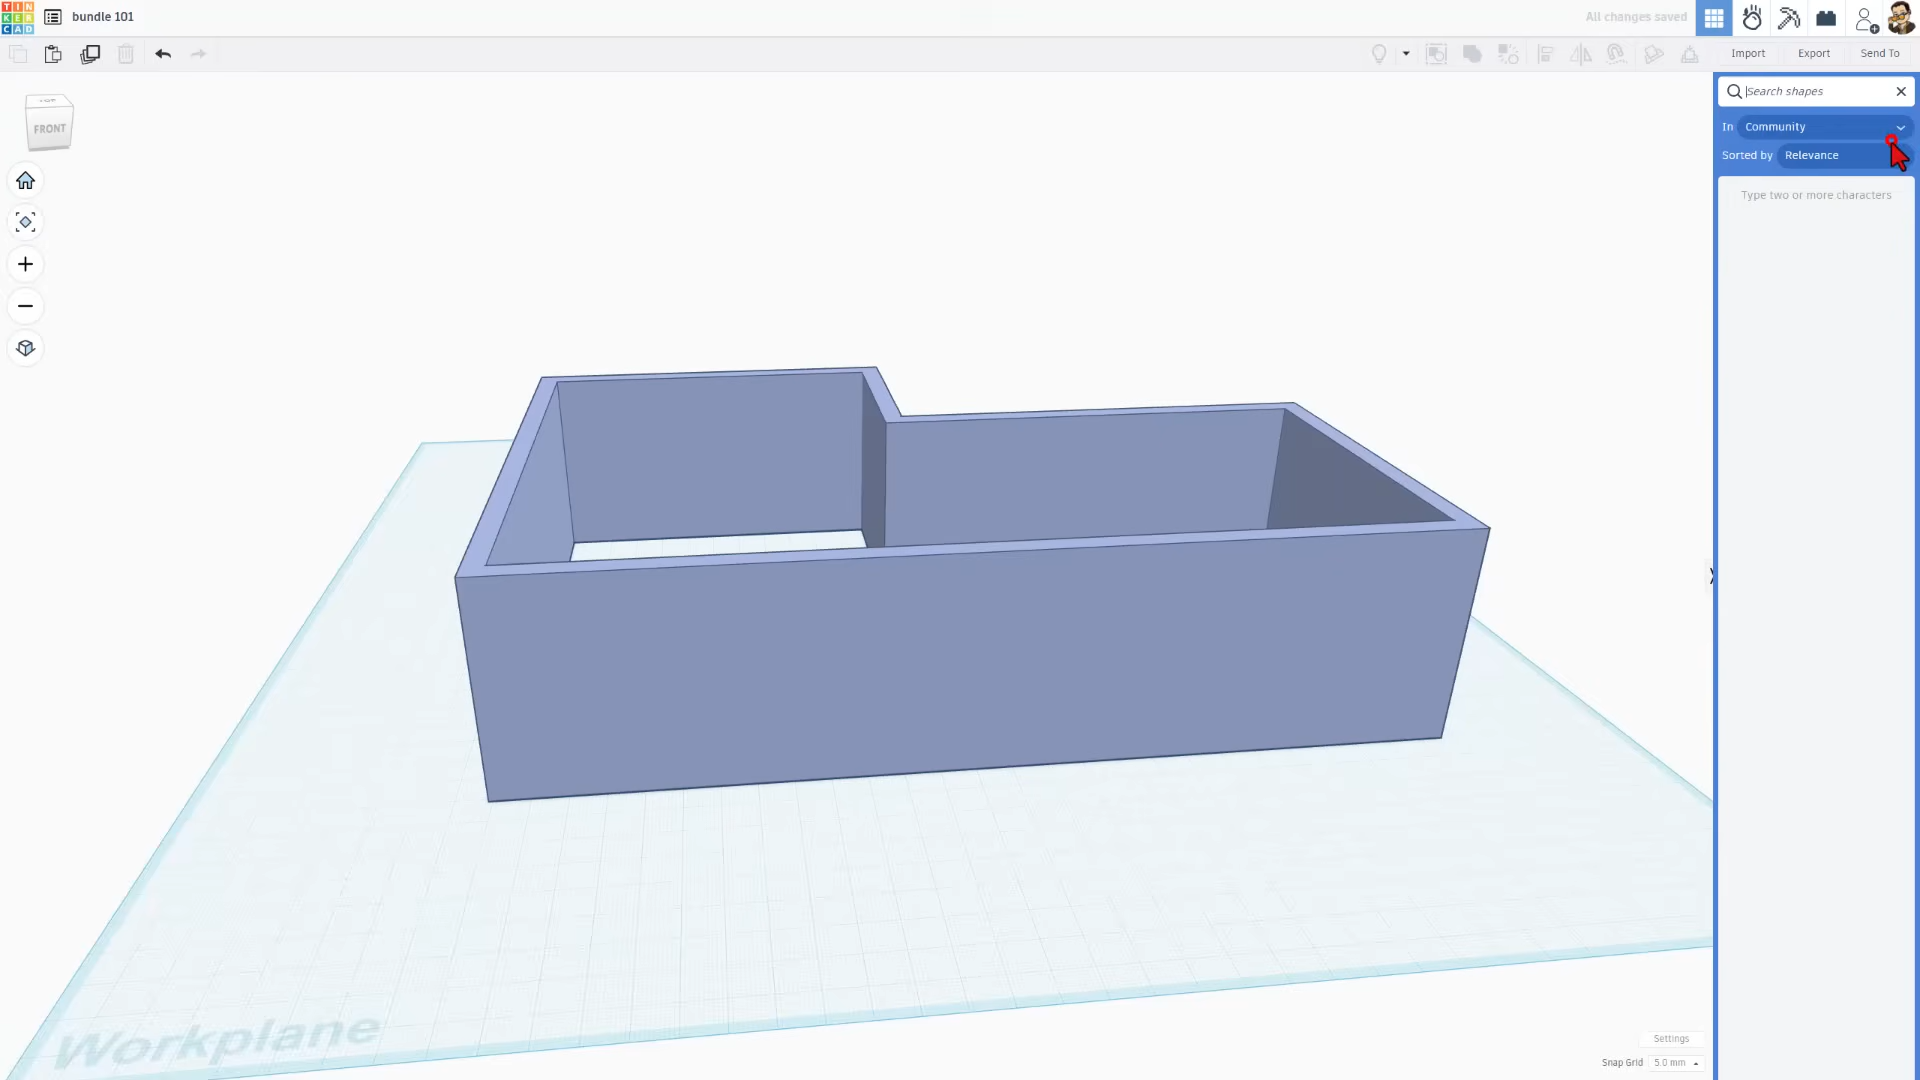 TIN
KER
CAD
bundle 101
All changes saved
Import
Export
Send To
TOP
FRONT
Search shapes
In
Community
Sorted by
Relevance
Type two or more characters
Workplane
Settings
Snap Grid
5.0 mm